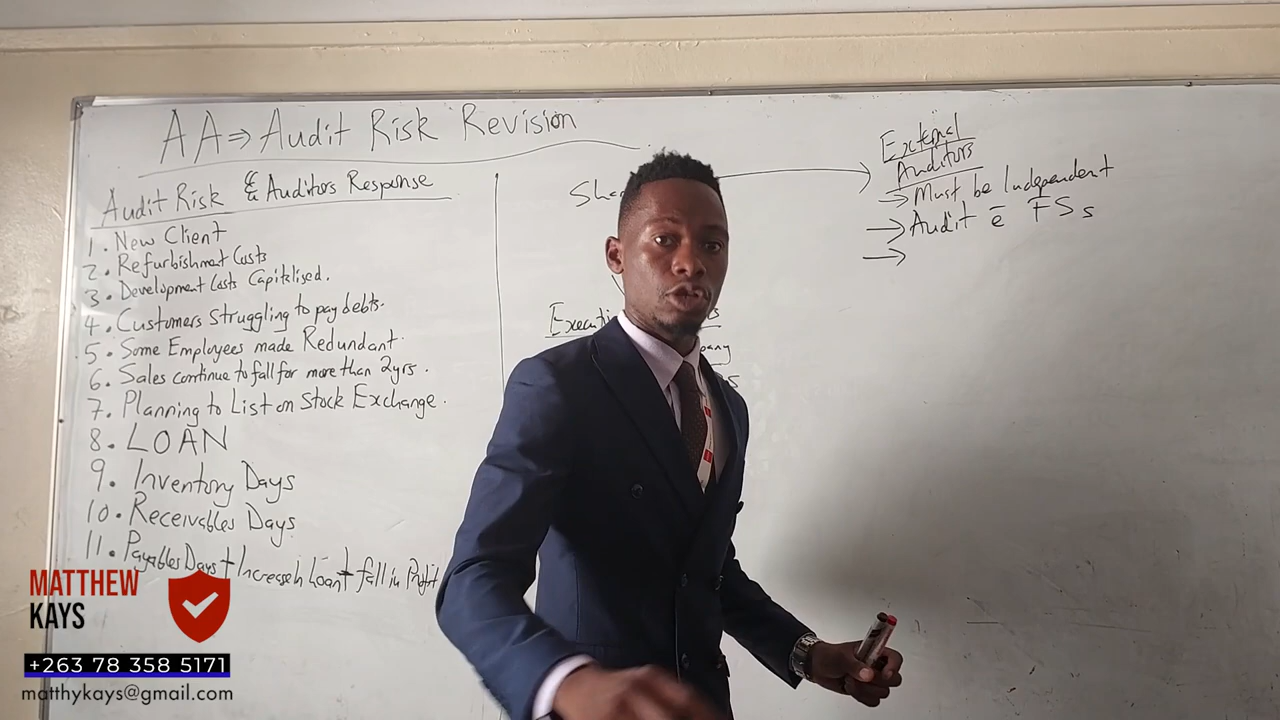 AA⇒ Audit Risk Revision
Audit Risk & Auditors Response
1. New Client
2. Refurbishment Costs
3. Development Costs Capitalised.
4. Customers Struggling to pay debts.
5. Some Employees made Redundant.
6. Sales continue to fall for more than 2yrs.
7. Planning to List on Stock Exchange.
8. LOAN
9. Inventory Days
10. Receivables Days
11. Payables Days + Increase in Loan + fall in Profit
External
Auditors
→ Must be Independent
→ Audit e̅ FSs
→
MATTHEW
KAYS
+263 78 358 5171
matthykays@gmail.com